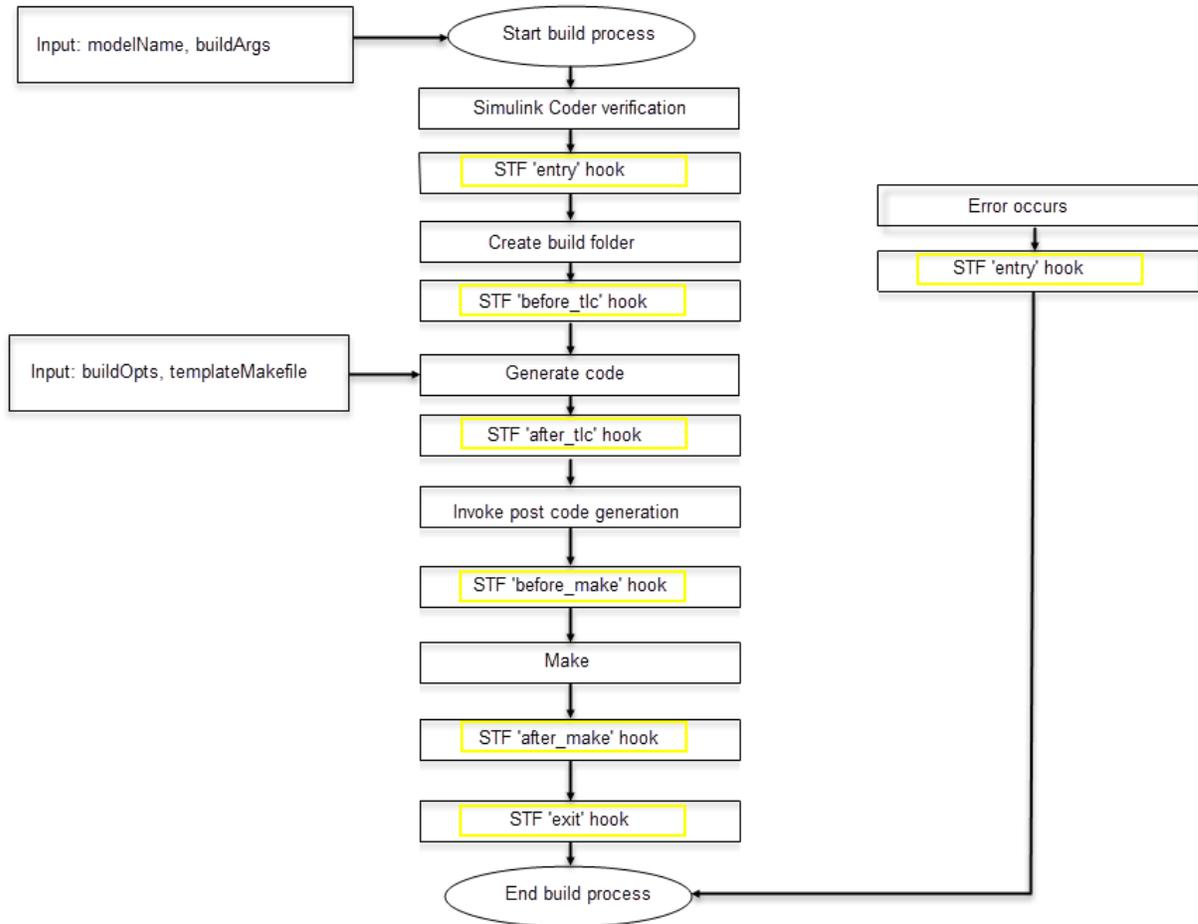 Input: modelName, buildArgs
Start build process
Simulink Coder verification
STF 'entry' hook
Create build folder
STF 'before_tlc' hook
Input: buildOpts, templateMakefile
Generate code
STF 'after_tlc' hook
Invoke post code generation
STF 'before_make' hook
Make
STF 'after_make' hook
STF 'exit' hook
End build process
Error occurs
STF 'entry' hook